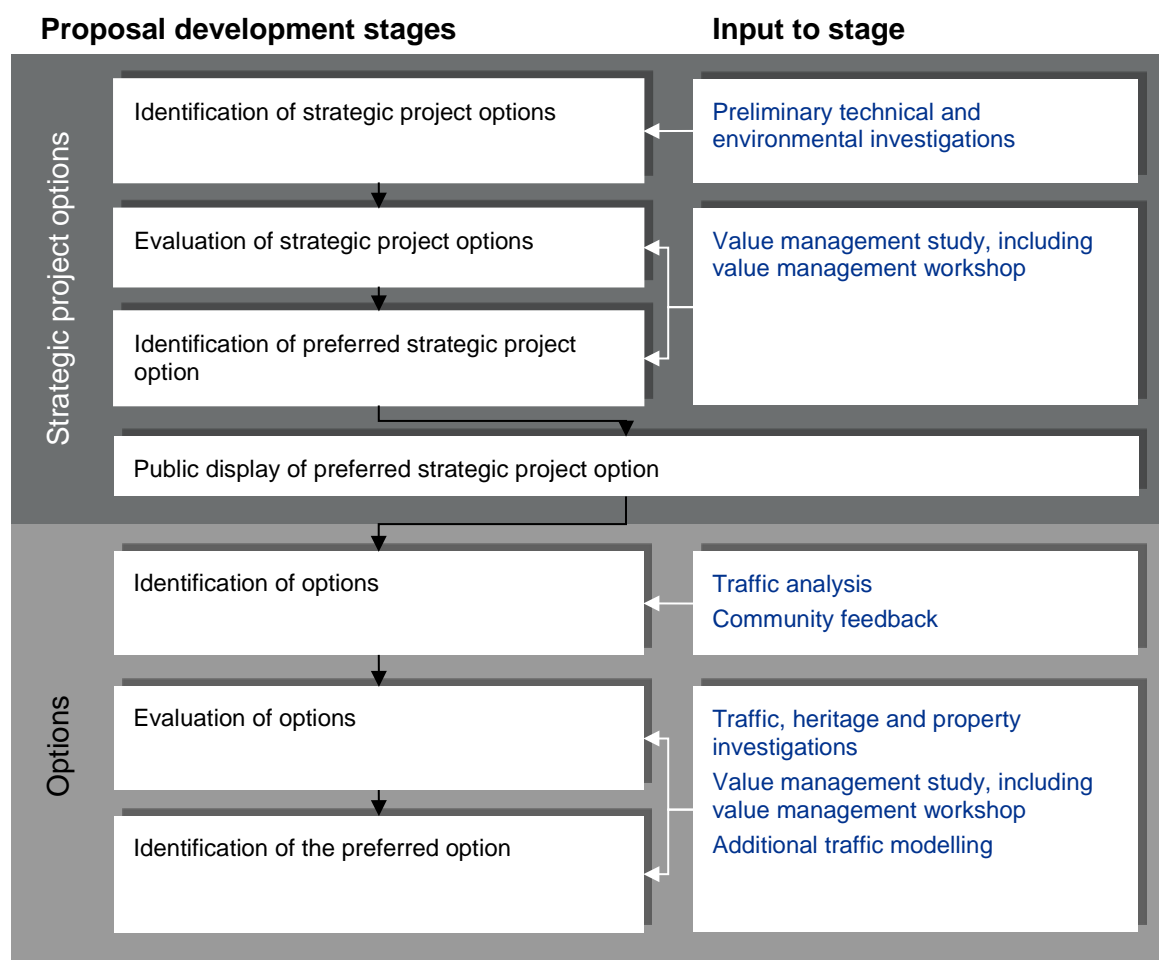 Proposal development stages
Input to stage
Strategic project options
Identification of strategic project options
Preliminary technical and
environmental investigations
Evaluation of strategic project options
Value management study, including
value management workshop
Identification of preferred strategic project
option
Public display of preferred strategic project option
Options
Identification of options
Traffic analysis
Community feedback
Evaluation of options
Traffic, heritage and property
investigations
Value management study, including
value management workshop
Additional traffic modelling
Identification of the preferred option